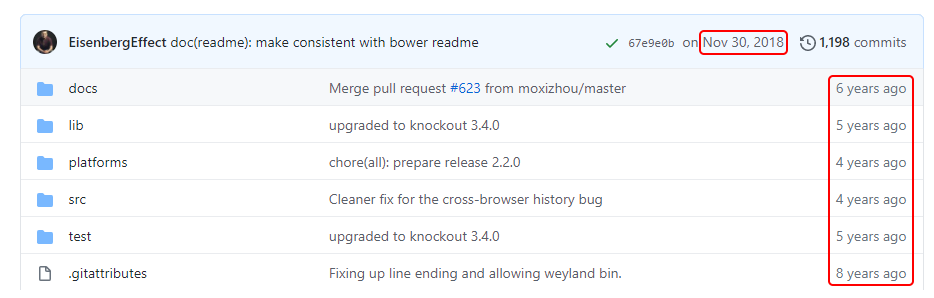 EisenbergEffect doc(readme): make consistent with bower readme 67e9e0b on Nov 30, 2018 1,198 commits
docs Merge pull request #623 from moxizhou/master 6 years ago
lib upgraded to knockout 3.4.0 5 years ago
platforms chore(all): prepare release 2.2.0 4 years ago
src Cleaner fix for the cross-browser history bug 4 years ago
test upgraded to knockout 3.4.0 5 years ago
.gitattributes Fixing up line ending and allowing weyland bin. 8 years ago